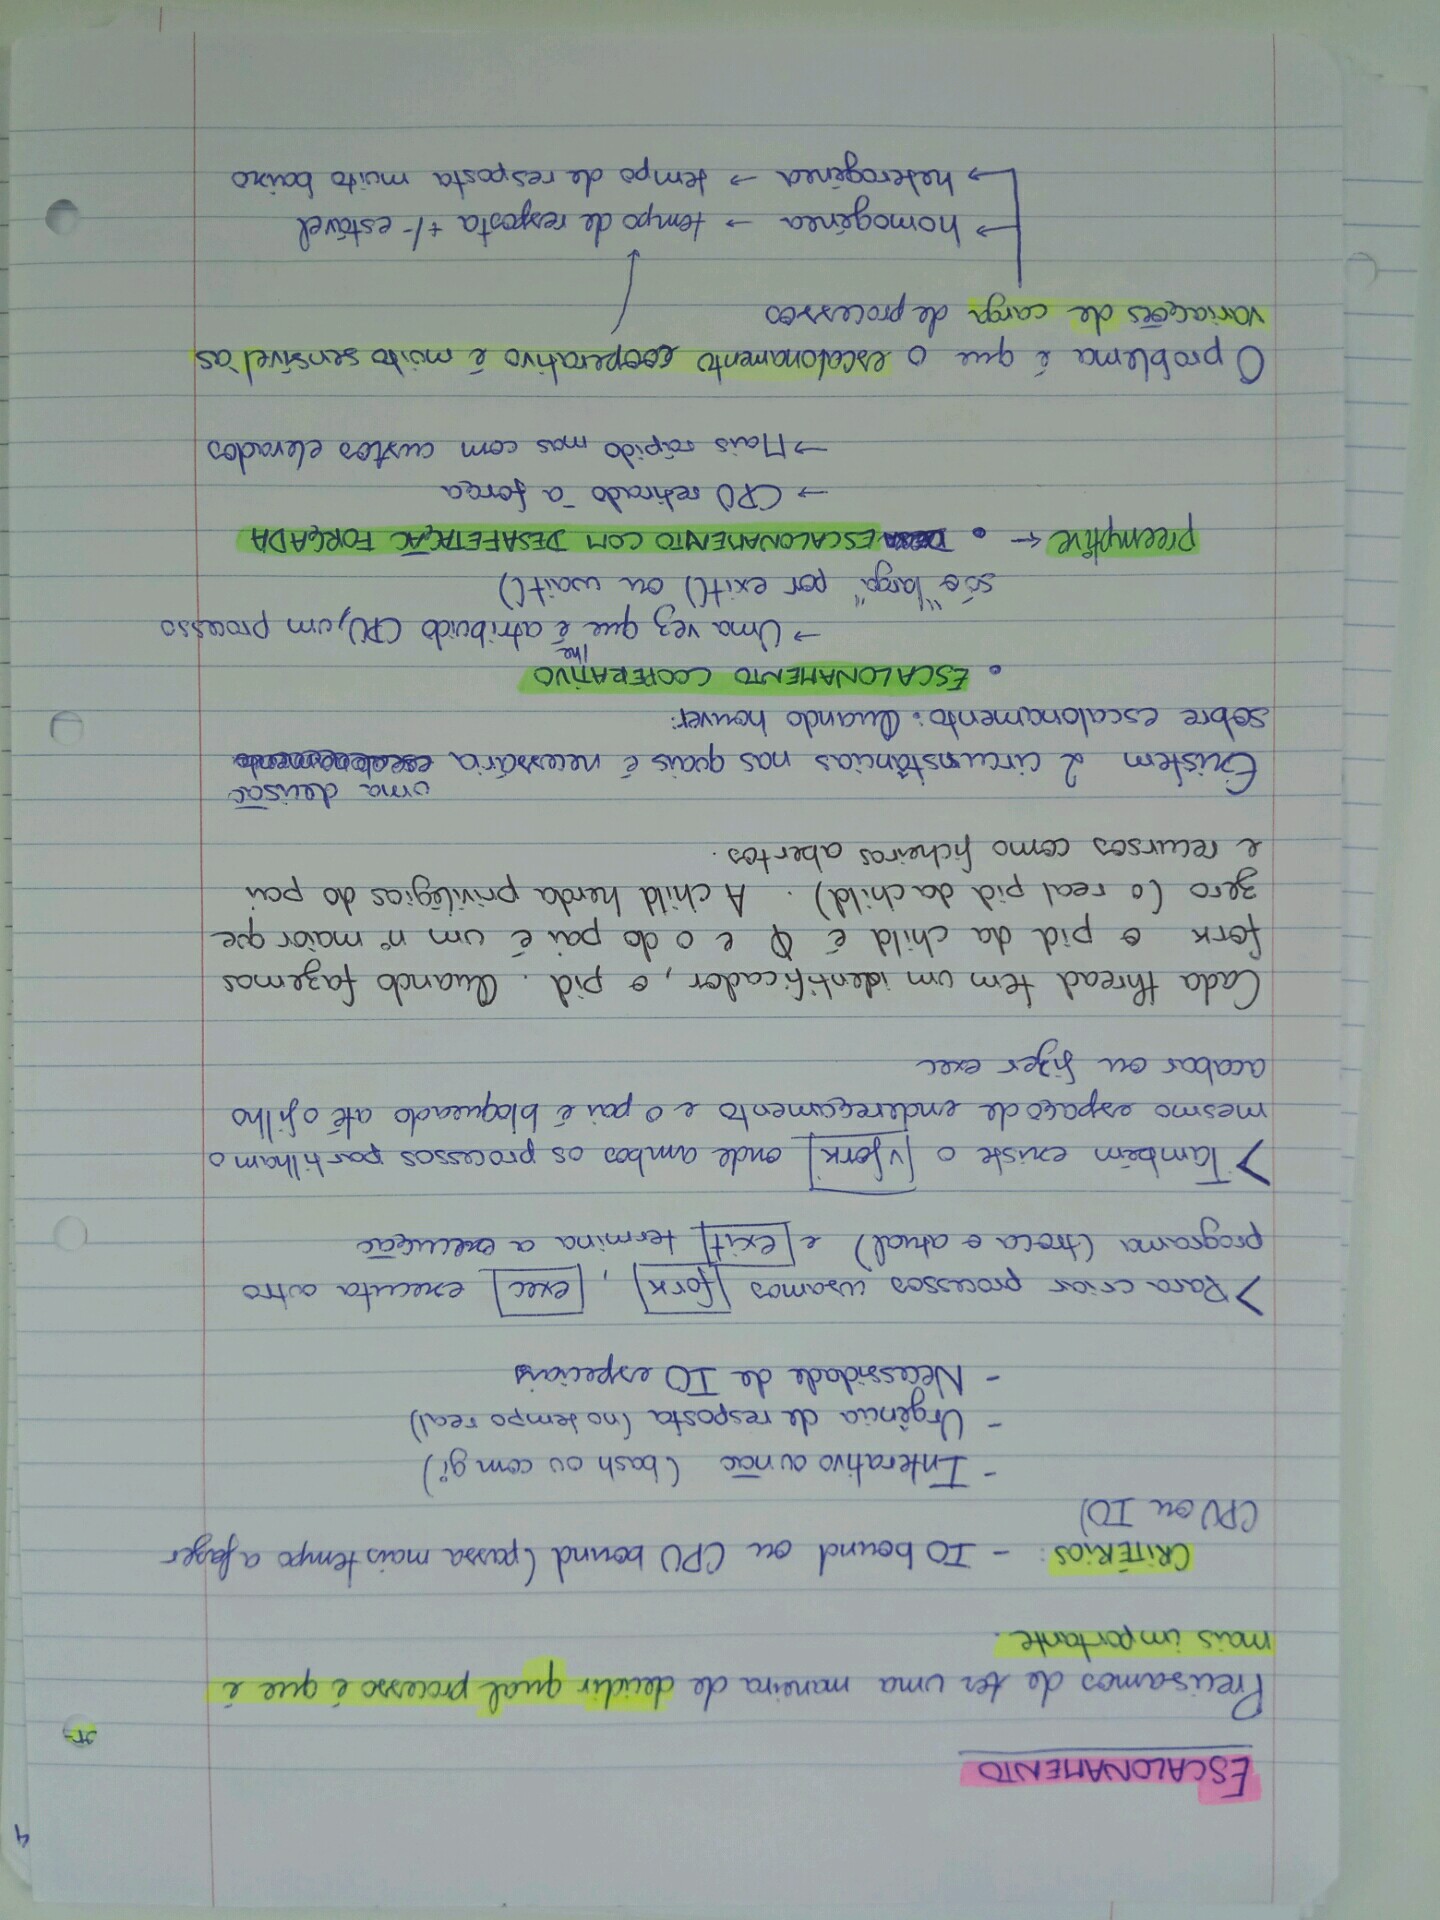 4
ESCALONAMENTO
Precisamos de ter uma maneira de decidir qual processo é que é
mais importante.
CRITÉRIOS: - IO bound ou CPU bound (passa mais tempo a fazer
CPU ou IO)
- Interativo ou não (bash ou com gi)
- Urgência de resposta (no tempo real)
- Necessidade de IO especiais
> Para criar processos usamos fork, exec executa outro
programa (troca o atual) e exit termina a execução
> Também existe o vfork onde ambos os processos partilham o
mesmo espaço de endereçamento e o pai é bloqueado até o filho
acabar ou fizer exec
Cada thread tem um identificador, o pid. Quando fazemos
fork o pid da child é 0 e o do pai é um nº maior que
zero (o real pid da child). A child herda privilégios do pai
e recursos como ficheiros abertos.
Existem 2 circunstâncias nas quais é necessária uma decisão
sobre escalonamento: Quando houver:
• ESCALONAMENTO COOPERATIVO
→ Uma vez que lhe é atribuido CPU, um processo
só o "larga" por exit() ou wait()
preemptive ← • ESCALONAMENTO COM DESAFETAÇÃO FORÇADA
→ CPU retirado à força
→ Mais rápido mas com custos elevados
O problema é que o escalonamento cooperativo é muito sensível às
variações de carga de processos
→ homogénea → tempo de resposta +/- estável
→ heterogénea → tempo de resposta muito baixo